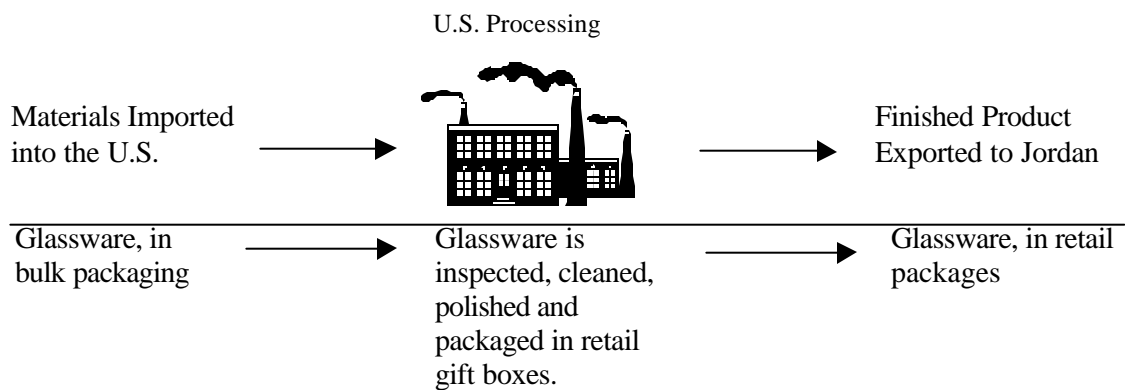 U.S. Processing
Materials Imported
into the U.S.
Finished Product
Exported to Jordan
Glassware, in
bulk packaging
Glassware is
inspected, cleaned,
polished and
packaged in retail
gift boxes.
Glassware, in retail
packages